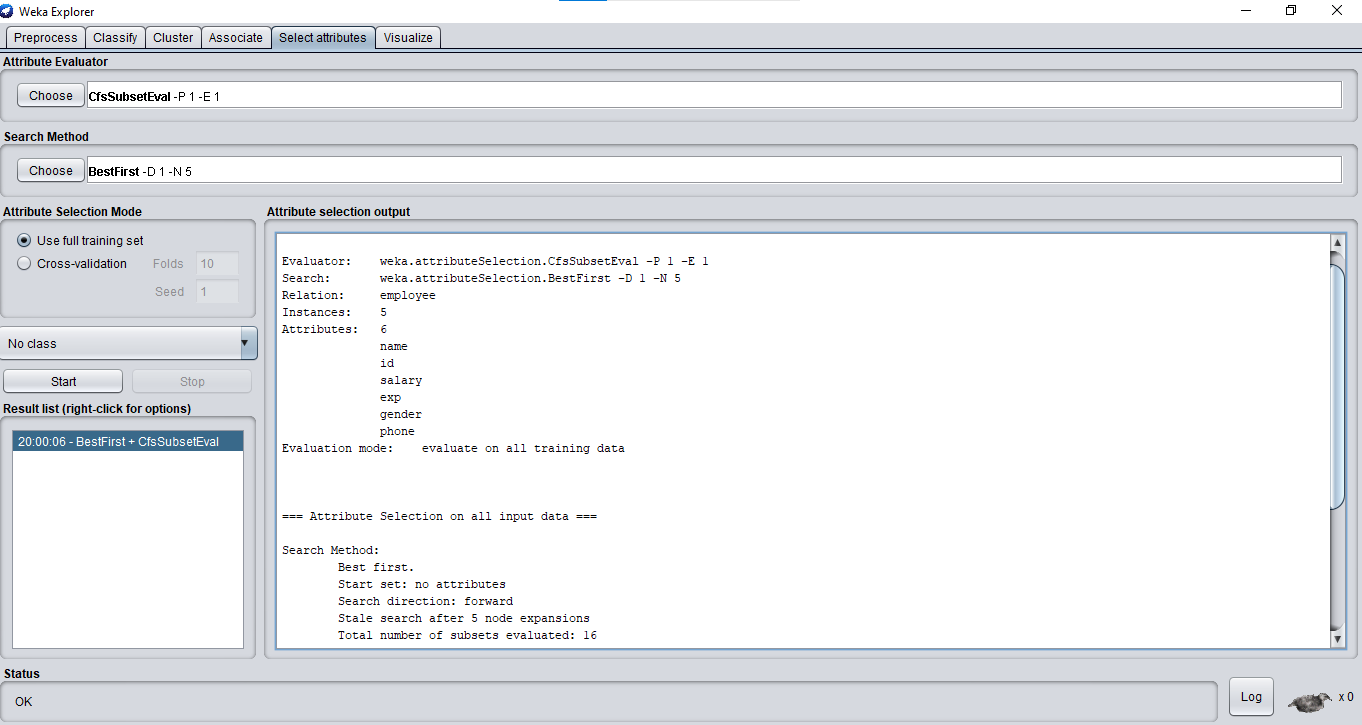 Weka Explorer
Preprocess Classify Cluster Associate Select attributes Visualize
Attribute Evaluator
Choose CfsSubsetEval -P 1 -E 1
Search Method
Choose BestFirst -D 1 -N 5
Attribute Selection Mode
Use full training set
Cross-validation Folds 10
Seed 1
No class
Start Stop
Result list (right-click for options)
20:00:06 - BestFirst + CfsSubsetEval
Attribute selection output
Evaluator: weka.attributeSelection.CfsSubsetEval -P 1 -E 1
Search: weka.attributeSelection.BestFirst -D 1 -N 5
Relation: employee
Instances: 5
Attributes: 6
name
id
salary
exp
gender
phone
Evaluation mode: evaluate on all training data
=== Attribute Selection on all input data ===
Search Method:
Best first.
Start set: no attributes
Search direction: forward
Stale search after 5 node expansions
Total number of subsets evaluated: 16
Status
OK
Log x 0